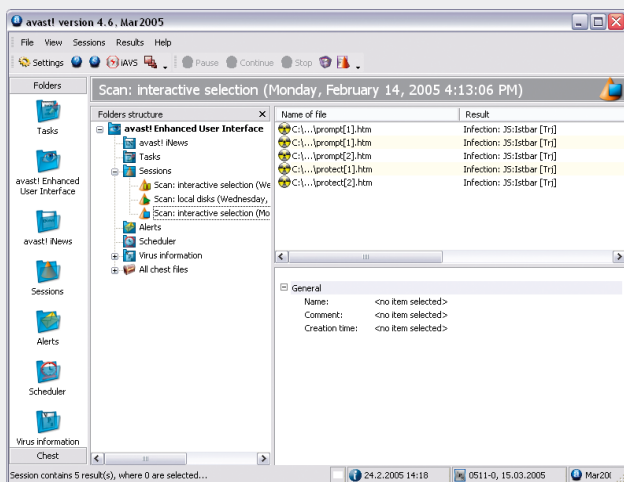 avast! version 4.6, Mar2005
File View Sessions Results Help
Settings iAVS Pause Continue Stop
Folders
Scan: interactive selection (Monday, February 14, 2005 4:13:06 PM)
Tasks
avast! Enhanced
User Interface
avast! iNews
Sessions
Alerts
Scheduler
Virus information
Chest
Folders structure
avast! Enhanced User Interface
avast! iNews
Tasks
Sessions
Scan: interactive selection (We
Scan: local disks (Wednesday,
Scan: interactive selection (Mo
Alerts
Scheduler
Virus information
All chest files
Name of file Result
C:\...\prompt[1].htm Infection: JS:Istbar [Trj]
C:\...\prompt[1].htm Infection: JS:Istbar [Trj]
C:\...\prompt[2].htm Infection: JS:Istbar [Trj]
C:\...\protect[1].htm Infection: JS:Istbar [Trj]
C:\...\protect[2].htm Infection: JS:Istbar [Trj]
General
Name: <no item selected>
Comment: <no item selected>
Creation time: <no item selected>
Session contains 5 result(s), where 0 are selected... 24.2.2005 14:18 0511-0, 15.03.2005 Mar200